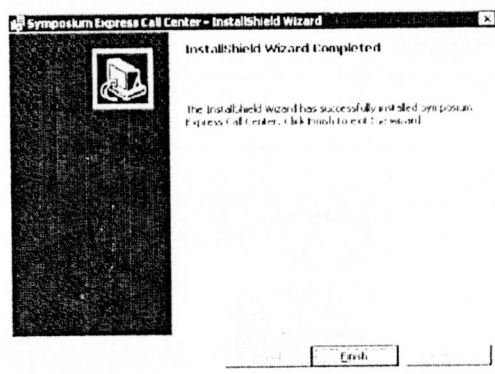 Symposium Express Call Center - InstallShield Wizard
InstallShield Wizard Completed
The InstallShield Wizard has successfully installed Symposium
Express Call Center. Click Finish to exit the wizard.
Finish